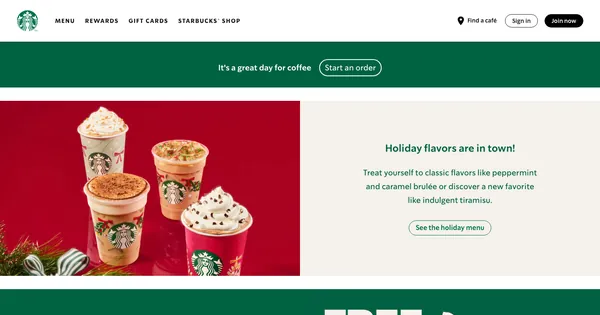 MENU
REWARDS
GIFT CARDS
STARBUCKS® SHOP
Find a café
Sign in
Join now
It's a great day for coffee
Start an order
Holiday flavors are in town!
Treat yourself to classic flavors like peppermint
and caramel brulée or discover a new favorite
like indulgent tiramisu.
See the holiday menu